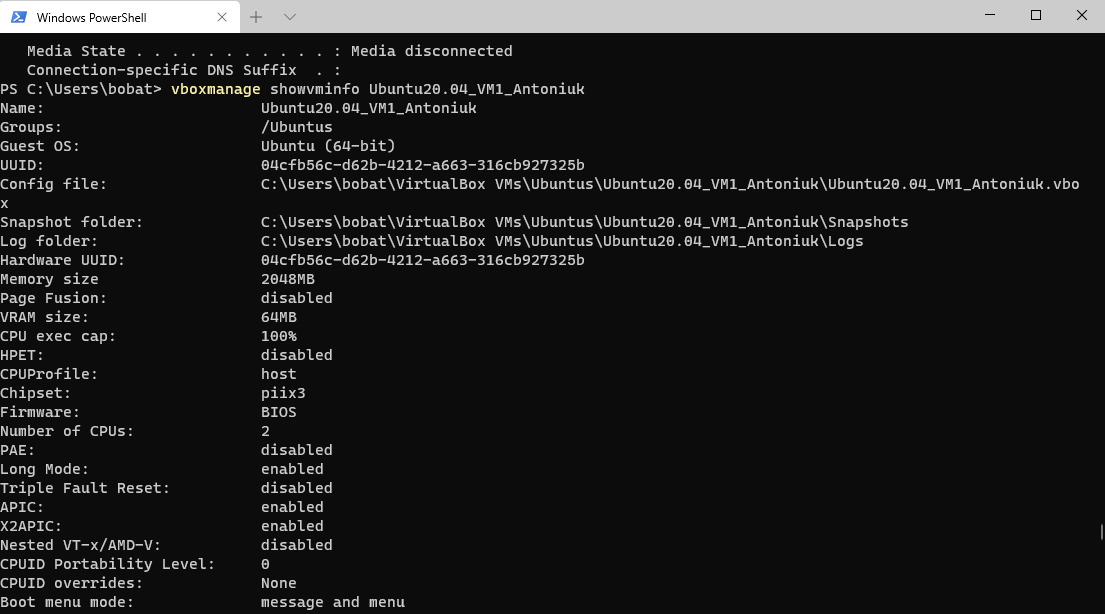 Windows PowerShell
Media State . . . . . . . . . . . : Media disconnected
Connection-specific DNS Suffix  . :
PS C:\Users\bobat> vboxmanage showvminfo Ubuntu20.04_VM1_Antoniuk
Name:                        Ubuntu20.04_VM1_Antoniuk
Groups:                      /Ubuntus
Guest OS:                    Ubuntu (64-bit)
UUID:                        04cfb56c-d62b-4212-a663-316cb927325b
Config file:                 C:\Users\bobat\VirtualBox VMs\Ubuntus\Ubuntu20.04_VM1_Antoniuk\Ubuntu20.04_VM1_Antoniuk.vbo
x
Snapshot folder:             C:\Users\bobat\VirtualBox VMs\Ubuntus\Ubuntu20.04_VM1_Antoniuk\Snapshots
Log folder:                  C:\Users\bobat\VirtualBox VMs\Ubuntus\Ubuntu20.04_VM1_Antoniuk\Logs
Hardware UUID:               04cfb56c-d62b-4212-a663-316cb927325b
Memory size                  2048MB
Page Fusion:                 disabled
VRAM size:                   64MB
CPU exec cap:                100%
HPET:                        disabled
CPUProfile:                  host
Chipset:                     piix3
Firmware:                    BIOS
Number of CPUs:              2
PAE:                         disabled
Long Mode:                   enabled
Triple Fault Reset:          disabled
APIC:                        enabled
X2APIC:                      enabled
Nested VT-x/AMD-V:           disabled
CPUID Portability Level:     0
CPUID overrides:             None
Boot menu mode:              message and menu